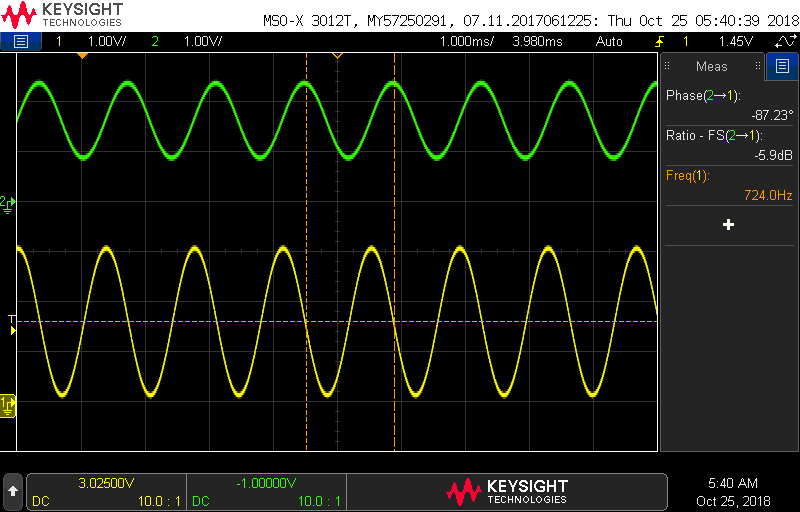 KEYSIGHT
TECHNOLOGIES
MSO-X 3012T, MY57250291, 07.11.2017061225: Thu Oct 25 05:40:39 2018
1 1.00V/ 2 1.00V/ 1.000ms/ 3.980ms Auto 1 1.45V
Meas
Phase(2→1):
-87.23°
Ratio - FS(2→1):
-5.9dB
Freq(1):
724.0Hz
+
2
T
1
3.02500V -1.00000V
DC 10.0 : 1 DC 10.0 : 1
KEYSIGHT
TECHNOLOGIES
5:40 AM
Oct 25, 2018